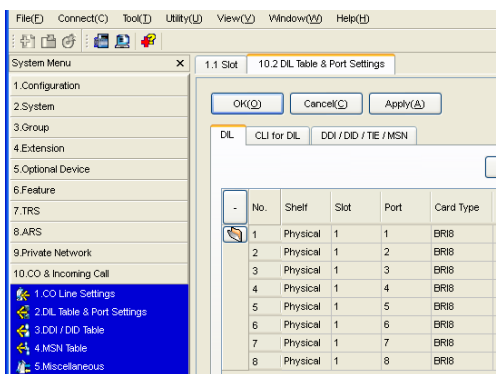 File(F) Connect(C) Tool(T) Utility(U) View(V) Window(W) Help(H)
System Menu X
1.1 Slot 10.2 DIL Table & Port Settings
1.Configuration
2.System
3.Group
4.Extension
5.Optional Device
6.Feature
7.TRS
8.ARS
9.Private Network
10.CO & Incoming Call
1.CO Line Settings
2.DIL Table & Port Settings
3.DDI / DID Table
4.MSN Table
5.Miscellaneous
OK(O) Cancel(C) Apply(A)
DIL CLI for DIL DDI / DID / TIE / MSN
- No. Shelf Slot Port Card Type
1 Physical 1 1 BRI8
2 Physical 1 2 BRI8
3 Physical 1 3 BRI8
4 Physical 1 4 BRI8
5 Physical 1 5 BRI8
6 Physical 1 6 BRI8
7 Physical 1 7 BRI8
8 Physical 1 8 BRI8